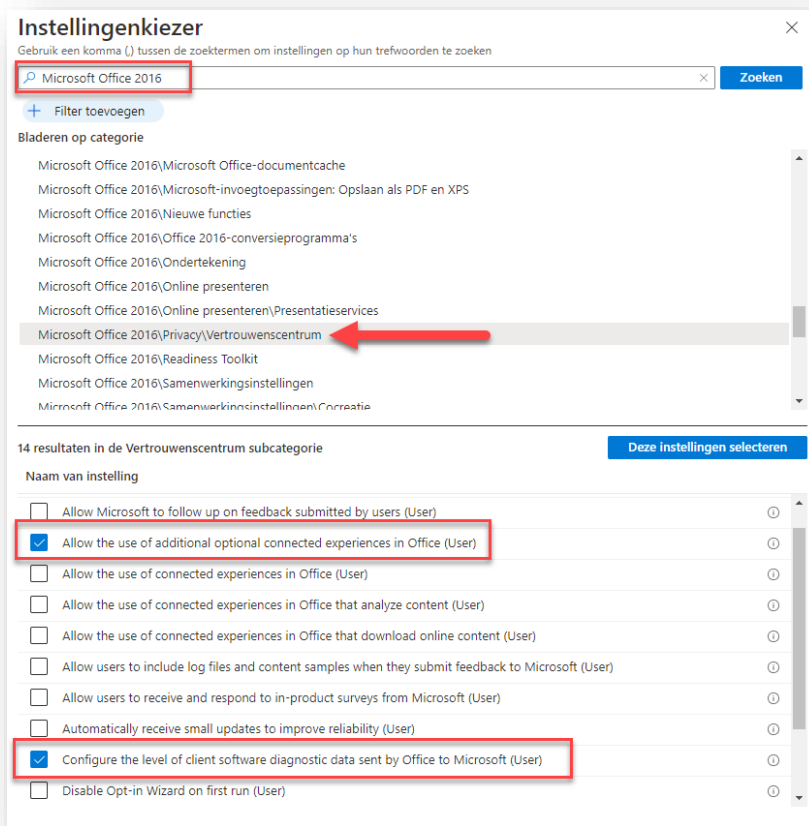 Instellingenkiezer
Gebruik een komma (,) tussen de zoektermen om instellingen op hun trefwoorden te zoeken
Microsoft Office 2016
Zoeken
Filter toevoegen
Bladeren op categorie
Microsoft Office 2016\Microsoft Office-documentcache
Microsoft Office 2016\Microsoft-invoegtoepassingen: Opslaan als PDF en XPS
Microsoft Office 2016\Nieuwe functies
Microsoft Office 2016\Office 2016-conversieprogramma's
Microsoft Office 2016\Ondertekening
Microsoft Office 2016\Online presenteren
Microsoft Office 2016\Online presenteren\Presentatieservices
Microsoft Office 2016\Privacy\Vertrouwenscentrum
Microsoft Office 2016\Readiness Toolkit
Microsoft Office 2016\Samenwerkingsinstellingen
Microsoft Office 2016\Samenwerkingsinstellingen\Cocreatie
14 resultaten in de Vertrouwenscentrum subcategorie
Deze instellingen selecteren
Naam van instelling
Allow Microsoft to follow up on feedback submitted by users (User)
Allow the use of additional optional connected experiences in Office (User)
Allow the use of connected experiences in Office (User)
Allow the use of connected experiences in Office that analyze content (User)
Allow the use of connected experiences in Office that download online content (User)
Allow users to include log files and content samples when they submit feedback to Microsoft (User)
Allow users to receive and respond to in-product surveys from Microsoft (User)
Automatically receive small updates to improve reliability (User)
Configure the level of client software diagnostic data sent by Office to Microsoft (User)
Disable Opt-in Wizard on first run (User)